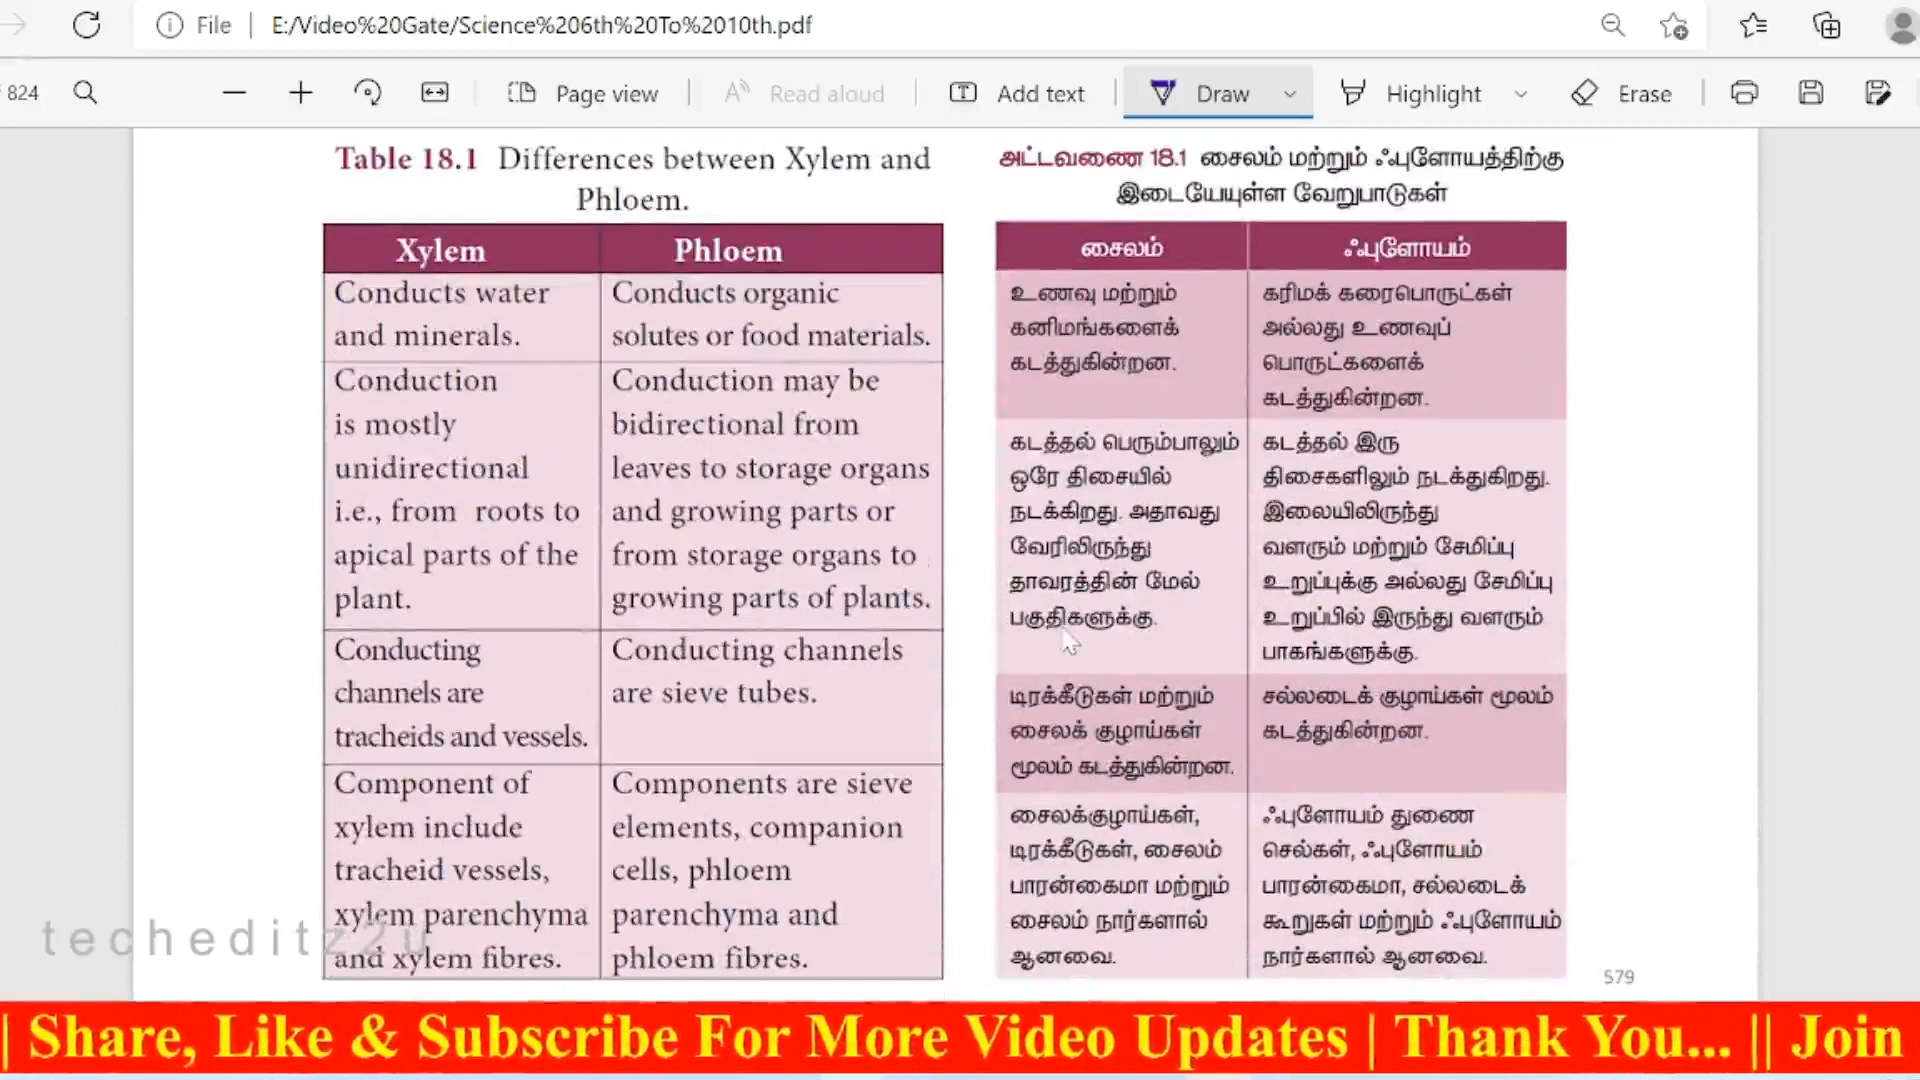 File
E:/Video%20Gate/Science%206th%20To%2010th.pdf
824
Page view
Read aloud
Add text
Draw
Highlight
Erase
Table 18.1 Differences between Xylem and
Phloem.
Xylem
Phloem
Conducts water
and minerals.
Conducts organic
solutes or food materials.
Conduction
is mostly
unidirectional
i.e., from roots to
apical parts of the
plant.
Conduction may be
bidirectional from
leaves to storage organs
and growing parts or
from storage organs to
growing parts of plants.
Conducting
channels are
tracheids and vessels.
Conducting channels
are sieve tubes.
Component of
xylem include
tracheid vessels,
xylem parenchyma
and xylem fibres.
Components are sieve
elements, companion
cells, phloem
parenchyma and
phloem fibres.
அட்டவணை 18.1 சைலம் மற்றும் ஃபுளோயத்திற்கு
இடையேயுள்ள வேறுபாடுகள்
சைலம்
ஃபுளோயம்
உணவு மற்றும்
கனிமங்களைக்
கடத்துகின்றன.
கரிமக் கரைபொருட்கள்
அல்லது உணவுப்
பொருட்களைக்
கடத்துகின்றன.
கடத்தல் பெரும்பாலும்
ஒரே திசையில்
நடக்கிறது. அதாவது
வேரிலிருந்து
தாவரத்தின் மேல்
பகுதிகளுக்கு.
கடத்தல் இரு
திசைகளிலும் நடக்துகிறது.
இலையிலிருந்து
வளரும் மற்றும் சேமிப்பு
உறுப்புக்கு அல்லது சேமிப்பு
உறுப்பில் இருந்து வளரும்
பாகங்களுக்கு.
டிரக்கீடுகள் மற்றும்
சைலக் குழாய்கள்
மூலம் கடத்துகின்றன.
சல்லடைக் குழாய்கள் மூலம்
கடத்துகின்றன.
சைலக்குழாய்கள்,
டிரக்கீடுகள், சைலம்
பாரன்கைமா மற்றும்
சைலம் நார்களால்
ஆனவை.
ஃபுளோயம் துணை
செல்கள், ஃபுளோயம்
பாரன்கைமா, சல்லடைக்
கூறுகள் மற்றும் ஃபுளோயம்
நார்களால் ஆனவை.
techeditz2u
579
| Share, Like & Subscribe For More Video Updates | Thank You... || Join